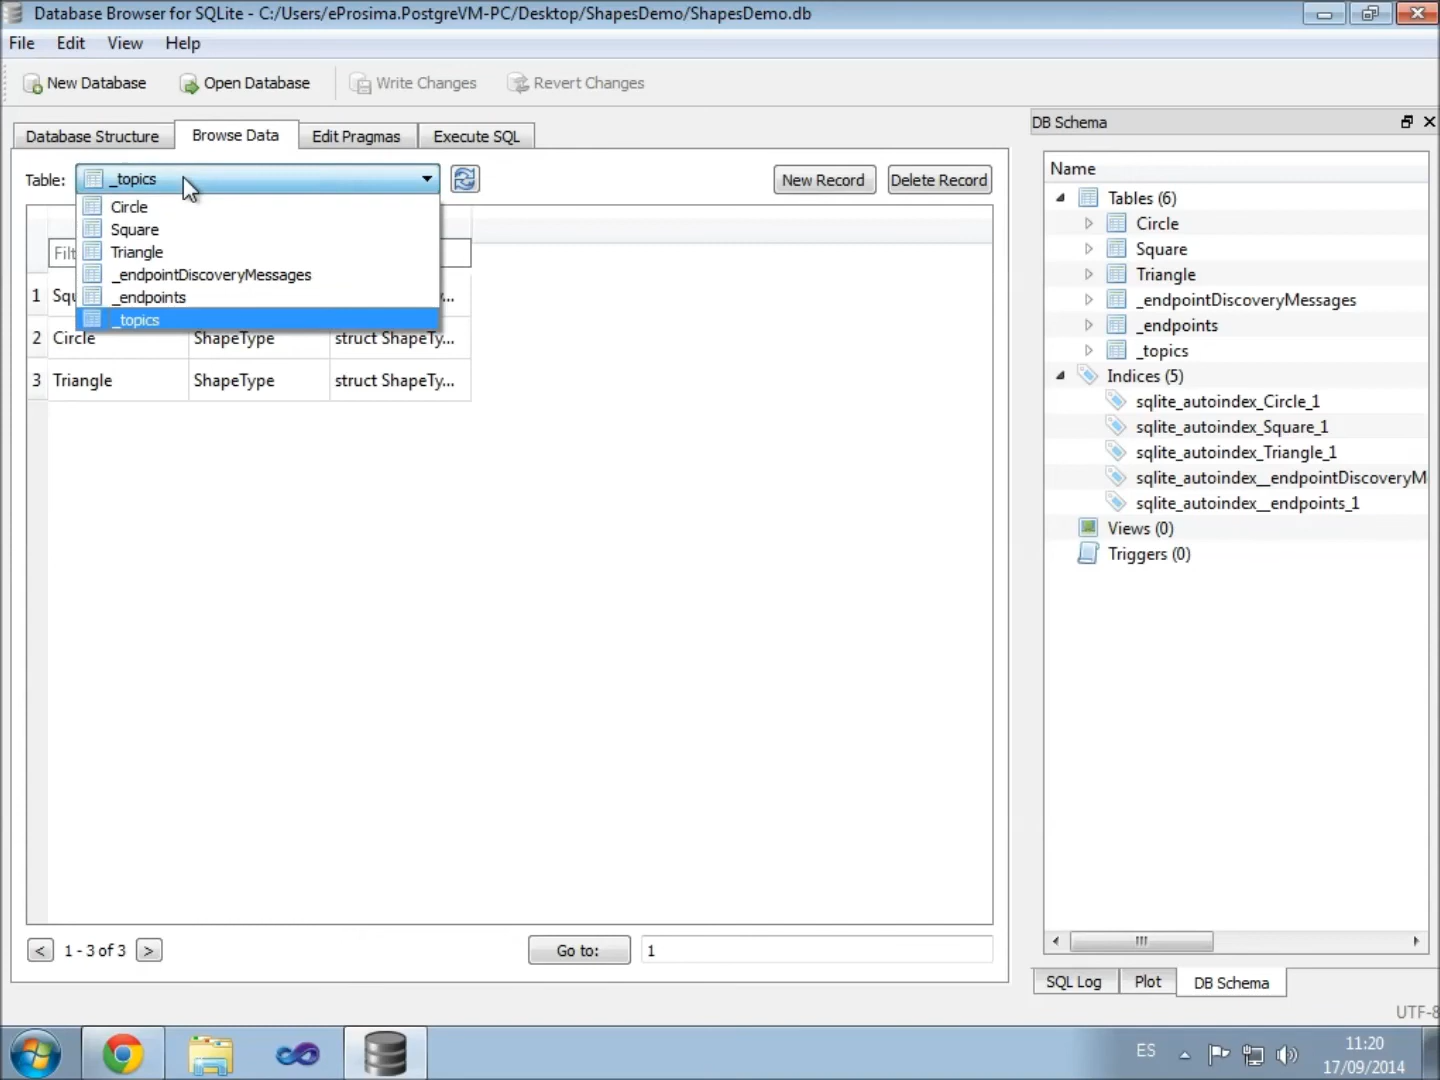 Database Browser for SQLite - C:/Users/eProsima.PostgreVM-PC/Desktop/ShapesDemo/ShapesDemo.db
File Edit View Help
New Database Open Database Write Changes Revert Changes
Database Structure Browse Data Edit Pragmas Execute SQL
Table: _topics New Record Delete Record
Circle
Square
Triangle
_endpointDiscoveryMessages
_endpoints
_topics
1
2 Circle ShapeType struct ShapeTy...
3 Triangle ShapeType struct ShapeTy...
< 1 - 3 of 3 > Go to: 1
DB Schema
Name
Tables (6)
Circle
Square
Triangle
_endpointDiscoveryMessages
_endpoints
_topics
Indices (5)
sqlite_autoindex_Circle_1
sqlite_autoindex_Square_1
sqlite_autoindex_Triangle_1
sqlite_autoindex__endpointDiscoveryM
sqlite_autoindex__endpoints_1
Views (0)
Triggers (0)
SQL Log Plot DB Schema
UTF-8
ES 11:20
17/09/2014